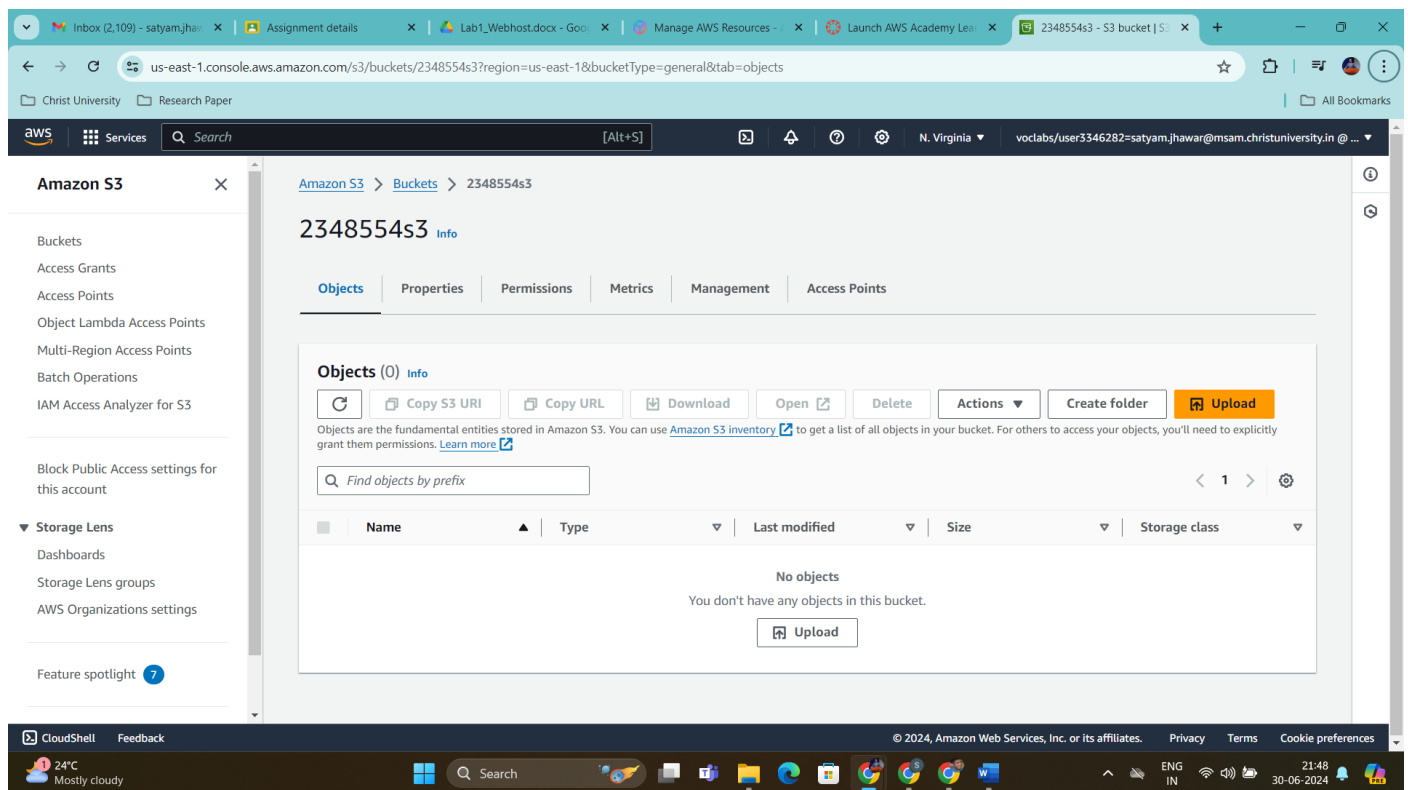 Inbox (2,109) - satyam.jhaw
Assignment details
Lab1_Webhost.docx - Goo
Manage AWS Resources - A
Launch AWS Academy Lear
2348554s3 - S3 bucket | S3
us-east-1.console.aws.amazon.com/s3/buckets/2348554s3?region=us-east-1&bucketType=general&tab=objects
Christ University Research Paper
All Bookmarks
aws Services Search [Alt+S] N. Virginia voclabs/user3346282=satyam.jhawar@msam.christuniversity.in @ ...
Amazon S3
Buckets
Access Grants
Access Points
Object Lambda Access Points
Multi-Region Access Points
Batch Operations
IAM Access Analyzer for S3
Block Public Access settings for
this account
Storage Lens
Dashboards
Storage Lens groups
AWS Organizations settings
Feature spotlight 7
Amazon S3 > Buckets > 2348554s3
2348554s3 Info
Objects Properties Permissions Metrics Management Access Points
Objects (0) Info
Copy S3 URI Copy URL Download Open Delete Actions Create folder Upload
Objects are the fundamental entities stored in Amazon S3. You can use Amazon S3 inventory to get a list of all objects in your bucket. For others to access your objects, you'll need to explicitly
grant them permissions. Learn more
Find objects by prefix
1
Name Type Last modified Size Storage class
No objects
You don't have any objects in this bucket.
Upload
CloudShell Feedback © 2024, Amazon Web Services, Inc. or its affiliates. Privacy Terms Cookie preferences
1 24°C
Mostly cloudy
Search
ENG
IN
21:48
30-06-2024
PRE